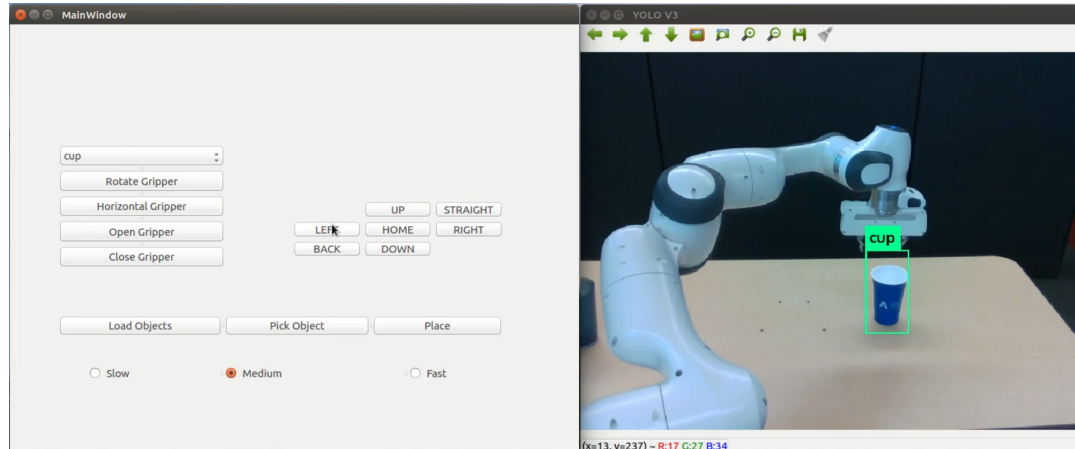 MainWindow
cup
Rotate Gripper
Horizontal Gripper
Open Gripper
Close Gripper
UP STRAIGHT
HOME RIGHT
BACK DOWN
Load Objects Pick Object Place
Slow Medium Fast
YOLO V3
cup
A
(x=13, y=237) ~ R:17 G:27 B:34